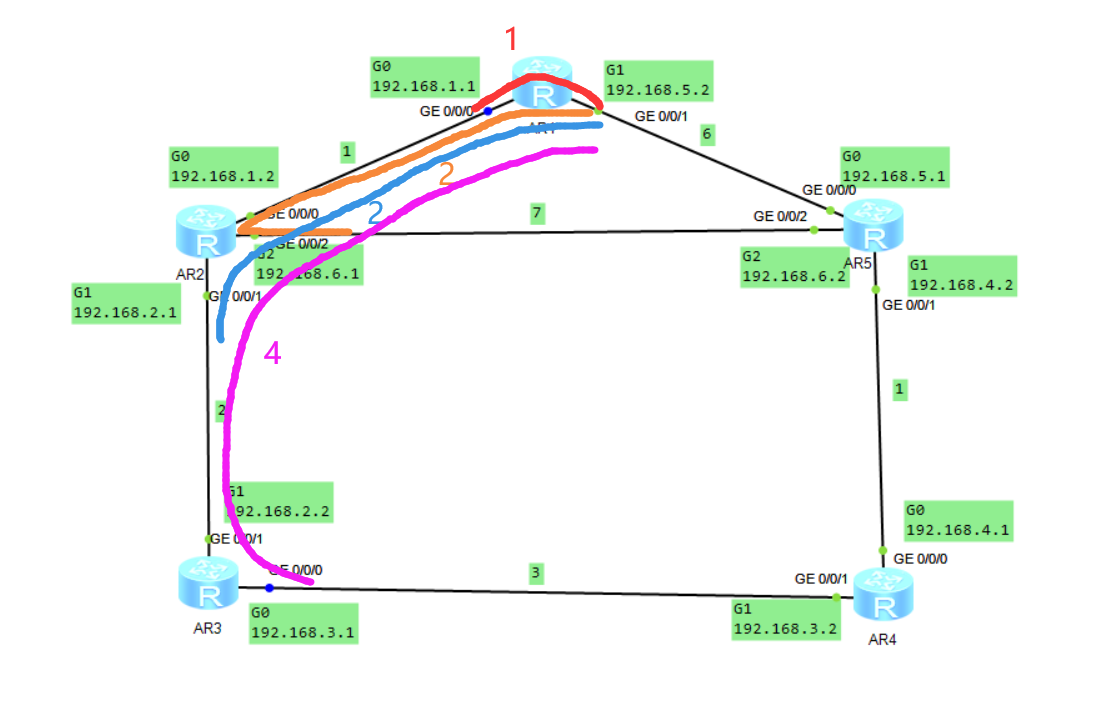 1
G0
192.168.1.1
G1
192.168.5.2
GE 0/0/0
AR1
GE 0/0/1
1
6
G0
192.168.1.2
G0
192.168.5.1
2
GE 0/0/0
GE 0/0/0
2
7
GE 0/0/2
GE 0/0/2
AR2
G2
192.168.6.1
G2
192.168.6.2
AR5
G1
192.168.4.2
G1
192.168.2.1
GE 0/0/1
GE 0/0/1
4
1
2
G1
192.168.2.2
G0
192.168.4.1
GE 0/0/1
GE 0/0/0
GE 0/0/0
3
GE 0/0/1
AR3
G0
192.168.3.1
G1
192.168.3.2
AR4